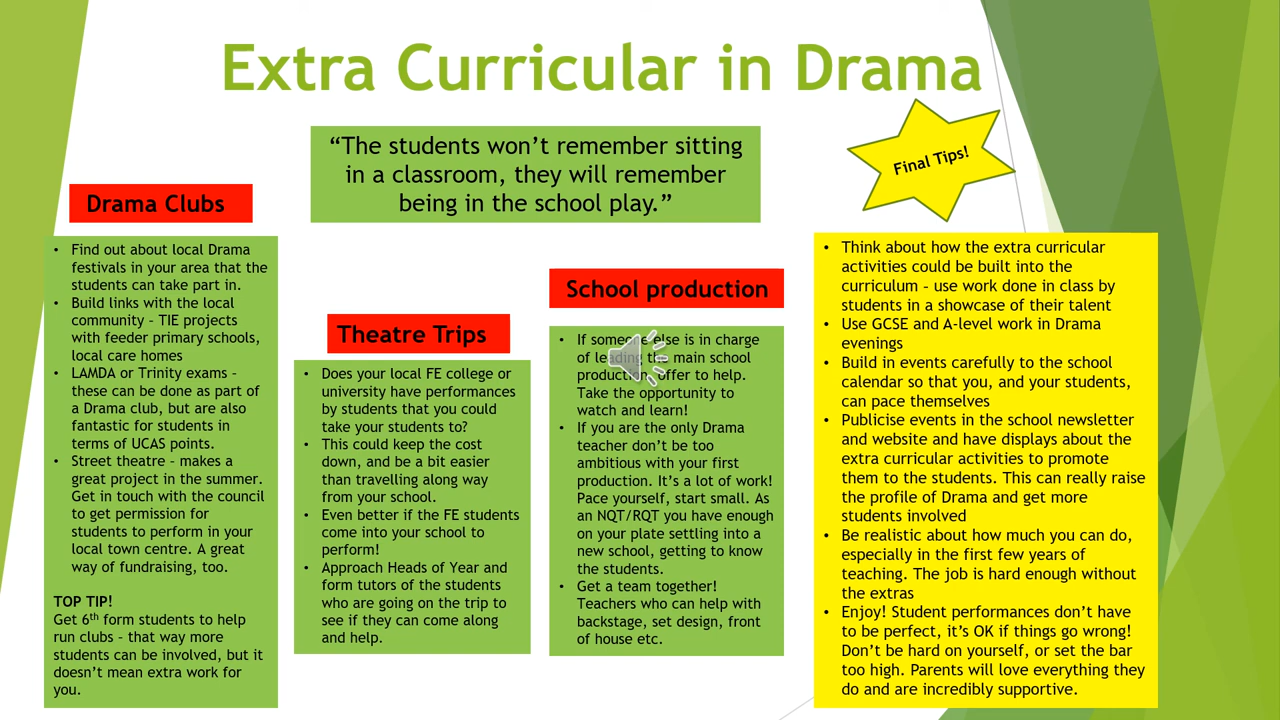 Extra Curricular in Drama
“The students won’t remember sitting
in a classroom, they will remember
being in the school play.”
Final Tips!
Drama Clubs
• Find out about local Drama
festivals in your area that the
students can take part in.
• Build links with the local
community – TIE projects
with feeder primary schools,
local care homes
• LAMDA or Trinity exams –
these can be done as part of
a Drama club, but are also
fantastic for students in
terms of UCAS points.
• Street theatre – makes a
great project in the summer.
Get in touch with the council
to get permission for
students to perform in your
local town centre. A great
way of fundraising, too.
TOP TIP!
Get 6th form students to help
run clubs – that way more
students can be involved, but it
doesn’t mean extra work for
you.
Theatre Trips
• Does your local FE college or
university have performances
by students that you could
take your students to?
• This could keep the cost
down, and be a bit easier
than travelling along way
from your school.
• Even better if the FE students
come into your school to
perform!
• Approach Heads of Year and
form tutors of the students
who are going on the trip to
see if they can come along
and help.
School production
• If someone else is in charge
of leading the main school
production, offer to help.
Take the opportunity to
watch and learn!
• If you are the only Drama
teacher don’t be too
ambitious with your first
production. It’s a lot of work!
Pace yourself, start small. As
an NQT/RQT you have enough
on your plate settling into a
new school, getting to know
the students.
• Get a team together!
Teachers who can help with
backstage, set design, front
of house etc.
• Think about how the extra curricular
activities could be built into the
curriculum – use work done in class by
students in a showcase of their talent
• Use GCSE and A-level work in Drama
evenings
• Build in events carefully to the school
calendar so that you, and your students,
can pace themselves
• Publicise events in the school newsletter
and website and have displays about the
extra curricular activities to promote
them to the students. This can really raise
the profile of Drama and get more
students involved
• Be realistic about how much you can do,
especially in the first few years of
teaching. The job is hard enough without
the extras
• Enjoy! Student performances don’t have
to be perfect, it’s OK if things go wrong!
Don’t be hard on yourself, or set the bar
too high. Parents will love everything they
do and are incredibly supportive.